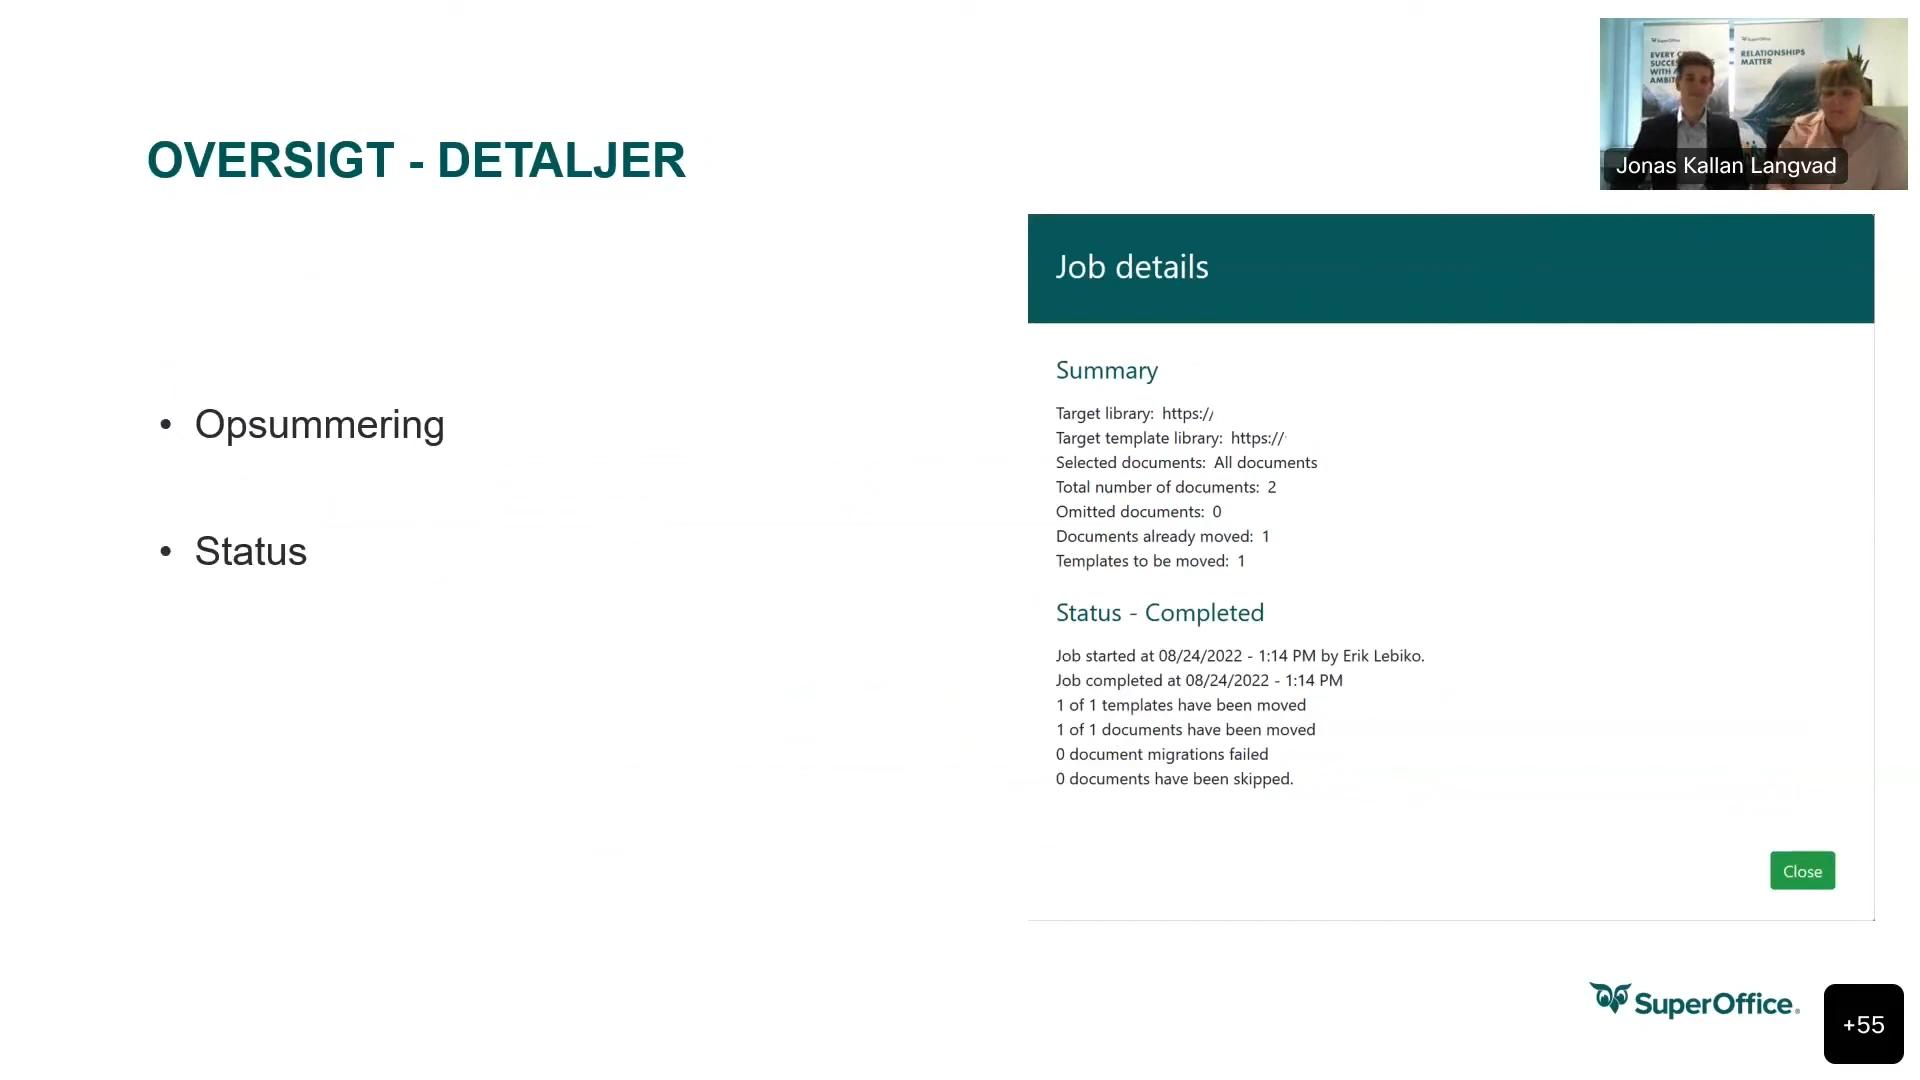 OVERSIGT - DETALJER
• Opsummering
• Status
Job details
Summary
Target library: https://
Target template library: https://
Selected documents: All documents
Total number of documents: 2
Omitted documents: 0
Documents already moved: 1
Templates to be moved: 1
Status - Completed
Job started at 08/24/2022 - 1:14 PM by Erik Lebiko.
Job completed at 08/24/2022 - 1:14 PM
1 of 1 templates have been moved
1 of 1 documents have been moved
0 document migrations failed
0 documents have been skipped.
Close
SuperOffice
EVERY
WITH
SuperOffice
RELATIONSHIPS
MATTER
Jonas Kallan Langvad
SuperOffice®
+55